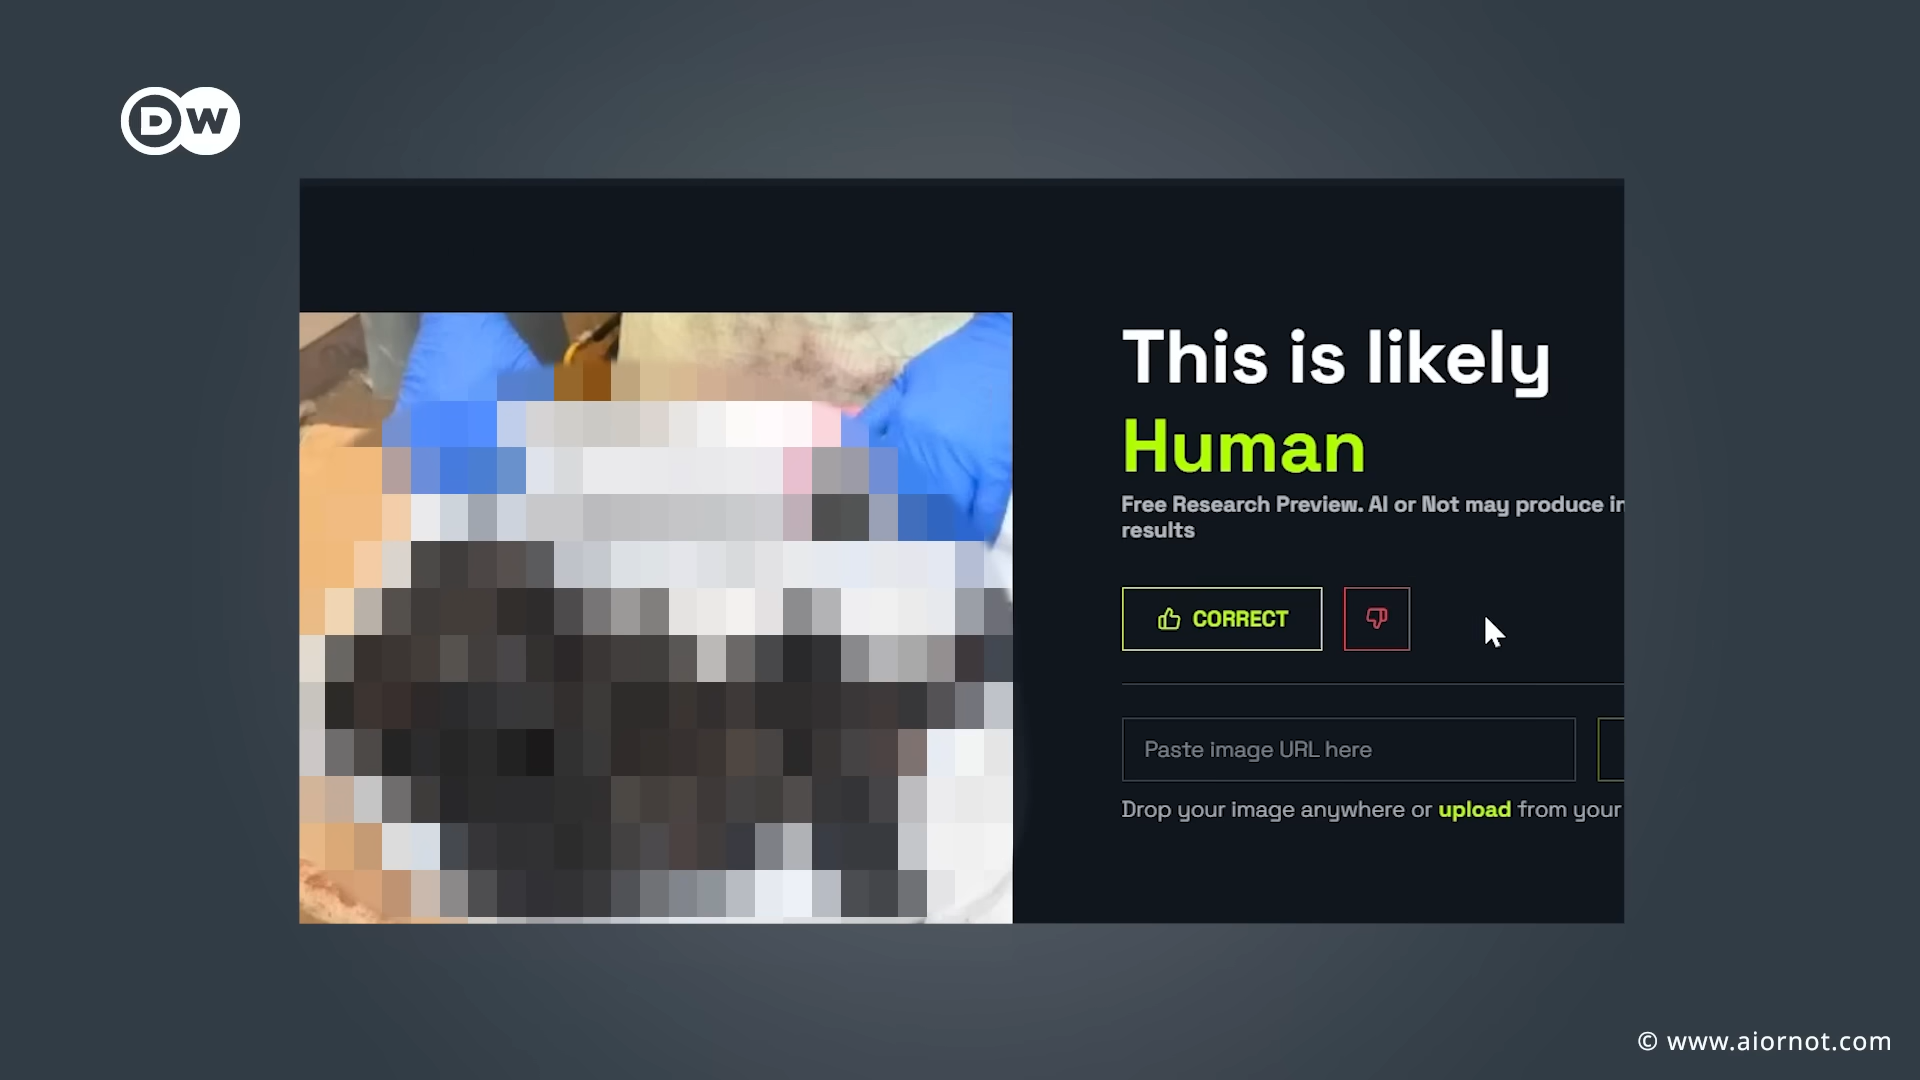 DW
This is likely
Human
Free Research Preview. AI or Not may produce in
results
CORRECT
Paste image URL here
Drop your image anywhere or upload from your
© www.aiornot.com